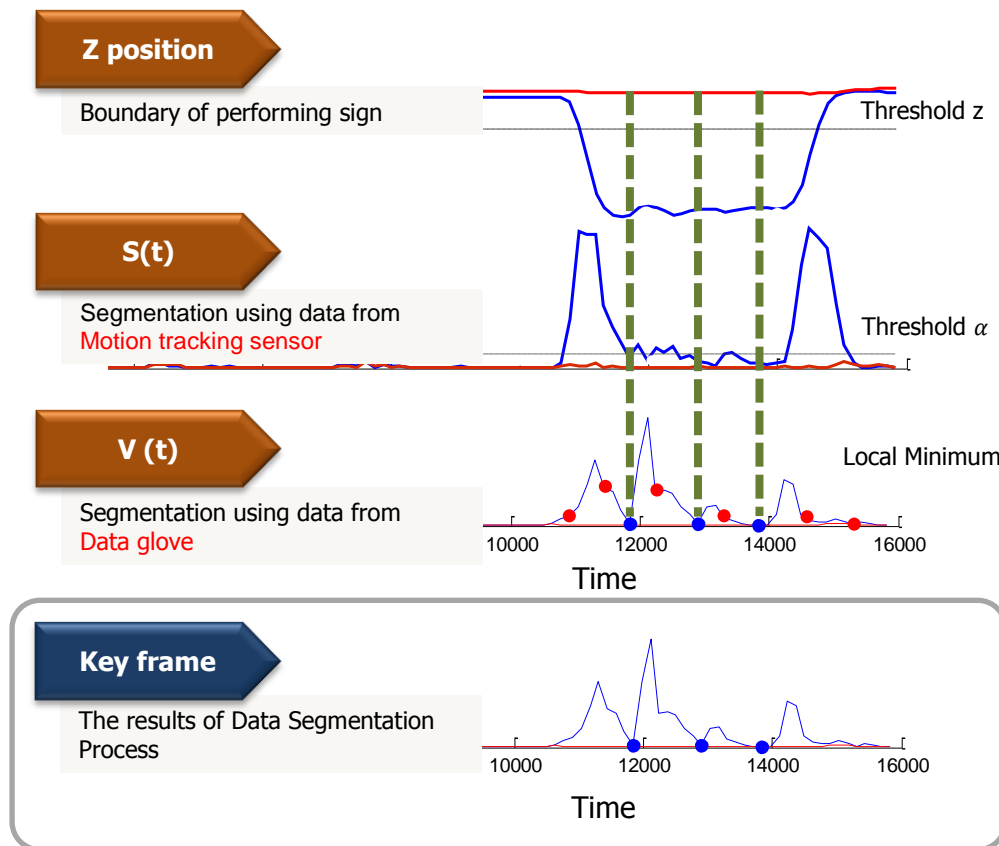 Z position
Boundary of performing sign
Threshold z
S(t)
Segmentation using data from
Motion tracking sensor
Threshold α
V (t)
Local Minimum
Segmentation using data from
Data glove
10000 12000 14000 16000
Time
Key frame
The results of Data Segmentation
Process
10000 12000 14000 16000
Time